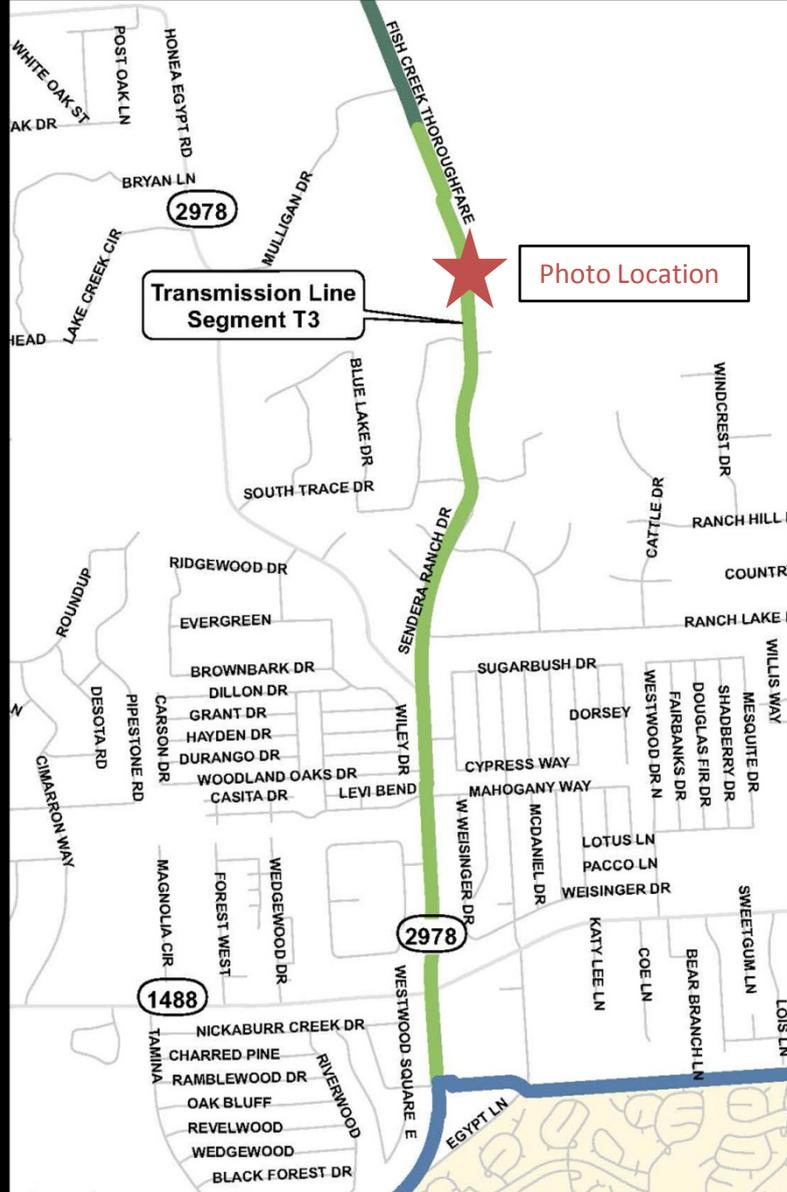 FISH CREEK THOROUGHFARE
WHITE OAK ST
POST OAK LN
HONEA EGYPT RD
AK DR
BRYAN LN
2978
MULLIGAN DR
LAKE CREEK CIR
Photo Location
Transmission Line
Segment T3
HEAD
BLUE LAKE DR
WINDCREST DR
SOUTH TRACE DR
CATTLE DR
RANCH HILL
SENDERA RANCH DR
RIDGEWOOD DR
COUNTR
ROUNDUP
EVERGREEN
RANCH LAKE
WILLIS WAY
BROWNBARK DR
SUGARBUSH DR
DILLON DR
GRANT DR
HAYDEN DR
DURANGO DR
WOODLAND OAKS DR
CASITA DR
LEVI BEND
WILEY DR
CARSON DR
PIPESTONE RD
DESOTA RD
N
CIMARRON WAY
DORSEY
WESTWOOD DR N
FAIRBANKS DR
DOUGLAS FIR DR
SHADBERRY DR
MESQUITE DR
CYPRESS WAY
MAHOGANY WAY
W WEISINGER DR
MCDANIEL DR
LOTUS LN
PACCO LN
WEISINGER DR
MAGNOLIA CIR
FOREST WEST
WEDGEWOOD DR
2978
KATY LEE LN
COE LN
BEAR BRANCH LN
SWEETGUM LN
LOIS LN
1488
WESTWOOD SQUARE E
TAMINA
NICKABURR CREEK DR
CHARRED PINE
RAMBLEWOOD DR
OAK BLUFF
REVELWOOD
WEDGEWOOD
BLACK FOREST DR
RIVERWOOD
EGYPT LN